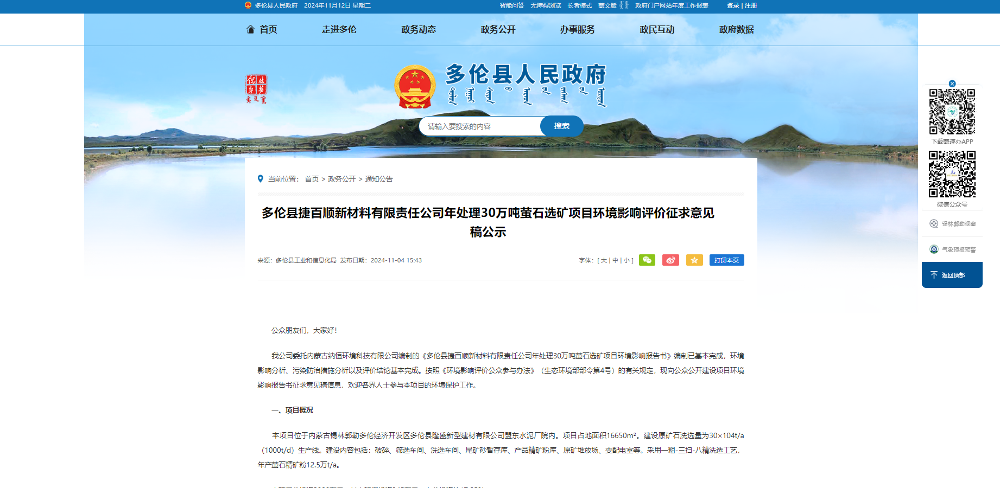 多伦县人民政府 2024年11月12日 星期二
智能问答 无障碍浏览 长者模式 蒙文版 政府门户网站年度工作报表 登录 | 注册
首页 走进多伦 政务动态 政务公开 办事服务 政民互动 政府数据
多伦县人民政府
请输入要搜索的内容 搜索
下载蒙速办APP
微信公众号
锡林郭勒视窗
气象预报预警
返回顶部
当前位置： 首页 > 政务公开 > 通知公告
多伦县捷百顺新材料有限责任公司年处理30万吨萤石选矿项目环境影响评价征求意见
稿公示
来源：多伦县工业和信息化局 发布日期：2024-11-04 15:43
字体：[ 大 | 中 | 小 ] 打印本页
公众朋友们，大家好！
我公司委托内蒙古纳恒环境科技有限公司编制的《多伦县捷百顺新材料有限责任公司年处理30万吨萤石选矿项目环境影响报告书》编制已基本完成，环境
影响分析、污染防治措施分析以及评价结论基本完成。按照《环境影响评价公众参与办法》（生态环境部部令第4号）的有关规定，现向公众公开建设项目环境
影响报告书征求意见稿信息，欢迎各界人士参与本项目的环境保护工作。
一、项目概况
本项目位于内蒙古锡林郭勒多伦经济开发区多伦县隆盛新型建材有限公司盟东水泥厂院内。项目占地面积16650m²。建设原矿石洗选量为30×104t/a
（1000t/d）生产线。建设内容包括：破碎、筛选车间、洗选车间、尾矿砂暂存库、产品精矿粉库、原矿堆放场、变配电室等。采用一粗-三扫-八精洗选工艺，
年产萤石精矿粉12.5万t/a。